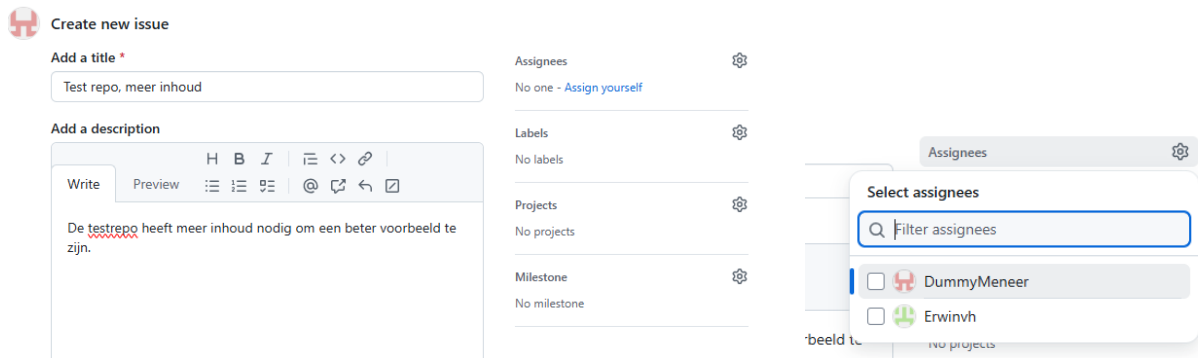 Create new issue
Add a title *
Test repo, meer inhoud
Add a description
H B I
Write Preview
@
De testrepo heeft meer inhoud nodig om een beter voorbeeld te
zijn.
Assignees
No one - Assign yourself
Labels
No labels
Projects
No projects
Milestone
No milestone
Assignees
Select assignees
Filter assignees
DummyMeneer
Erwinvh
No projects